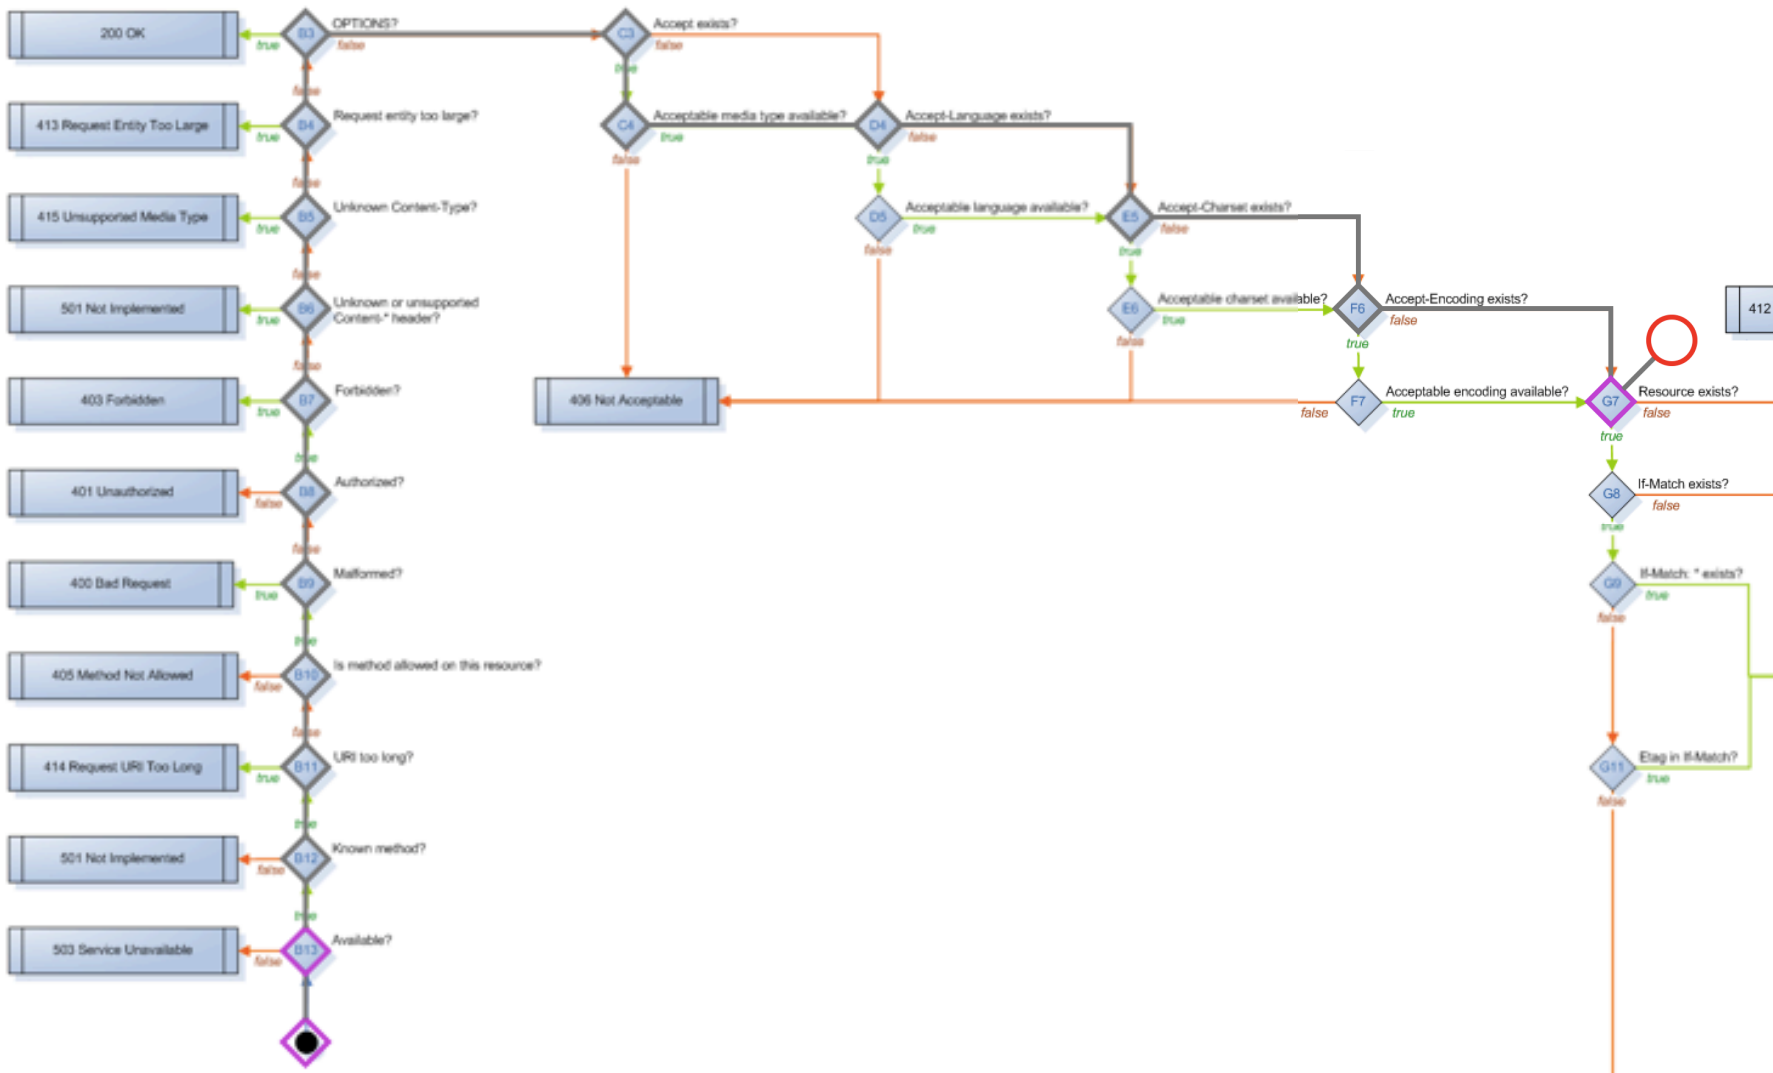 200 OK
true
B3
OPTIONS?
false
C3
Accept exists?
false
true
false
413 Request Entity Too Large
true
B4
Request entity too large?
C4
Acceptable media type available?
true
false
D4
Accept-Language exists?
false
true
false
415 Unsupported Media Type
true
B5
Unknown Content-Type?
D5
Acceptable language available?
true
false
E5
Accept-Charset exists?
false
true
false
501 Not Implemented
true
B6
Unknown or unsupported
Content-* header?
E6
Acceptable charset available?
true
false
F6
Accept-Encoding exists?
false
true
412
false
403 Forbidden
true
B7
Forbidden?
406 Not Acceptable
false
F7
Acceptable encoding available?
true
G7
Resource exists?
false
true
true
401 Unauthorized
false
B8
Authorized?
G8
If-Match exists?
false
true
false
400 Bad Request
true
B9
Malformed?
G9
If-Match: * exists?
true
false
true
405 Method Not Allowed
false
B10
Is method allowed on this resource?
false
414 Request URI Too Long
true
B11
URI too long?
G11
Etag in If-Match?
true
false
true
501 Not Implemented
false
B12
Known method?
true
503 Service Unavailable
false
B13
Available?